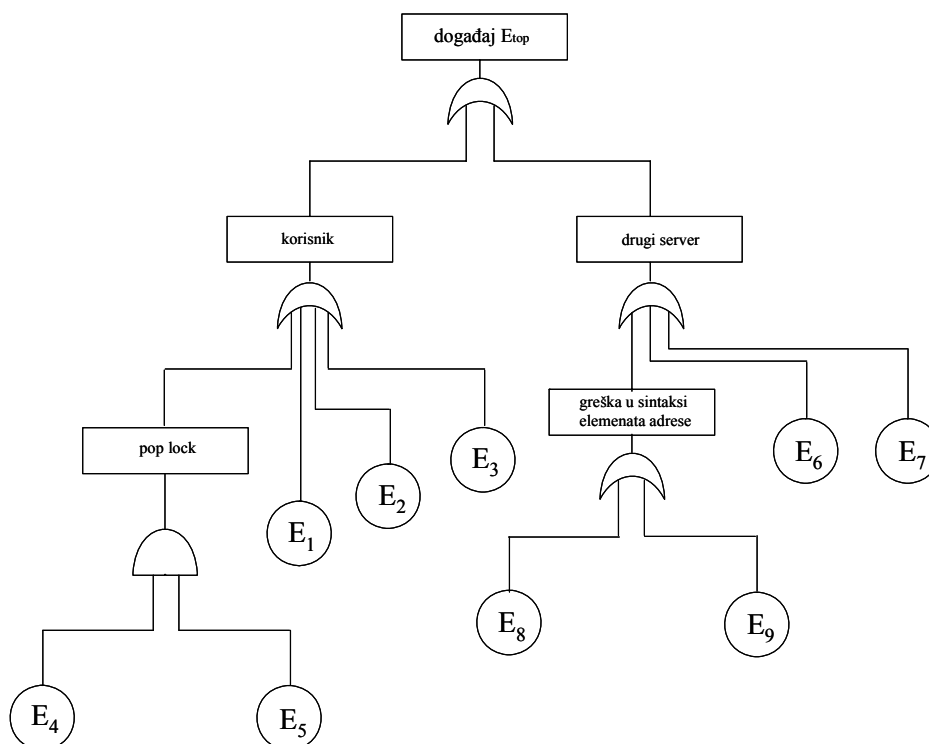 događaj Etop
korisnik
drugi server
greška u sintaksi
elemenata adrese
pop lock
E3
E6
E7
E2
E1
E8
E9
E4
E5